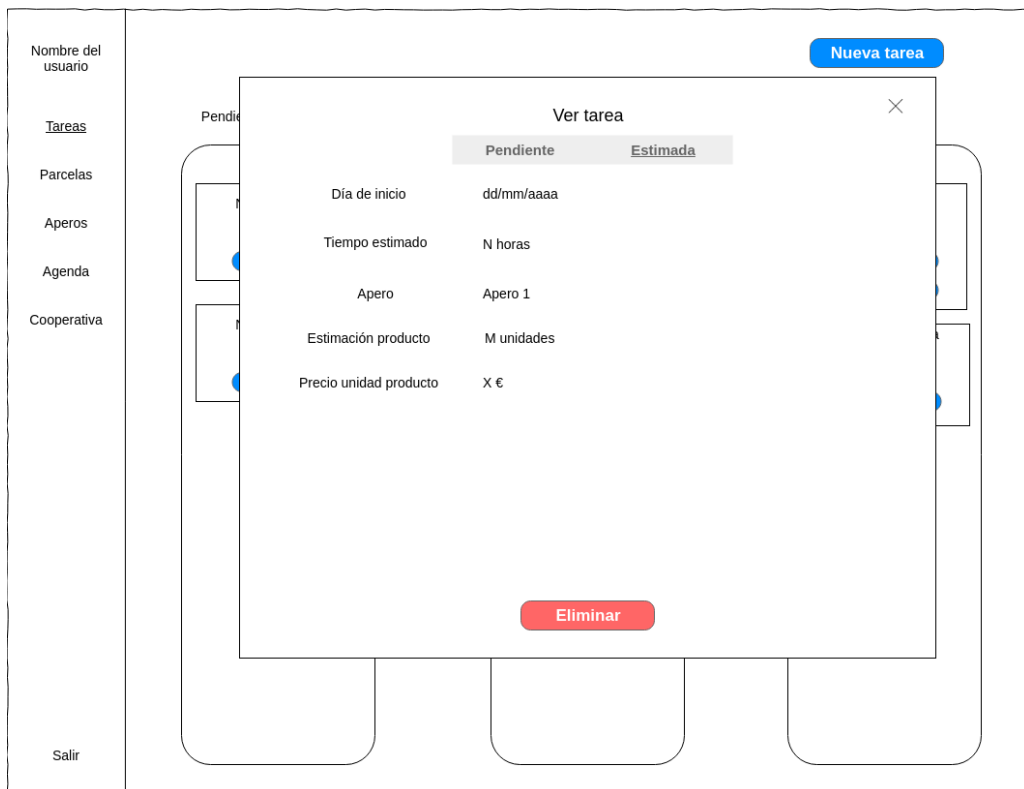 Nombre del
usuario
Tareas
Parcelas
Aperos
Agenda
Cooperativa
Salir
Nueva tarea
Ver tarea
Pendiente
Estimada
Día de inicio
dd/mm/aaaa
Tiempo estimado
N horas
Apero
Apero 1
Estimación producto
M unidades
Precio unidad producto
X €
Eliminar